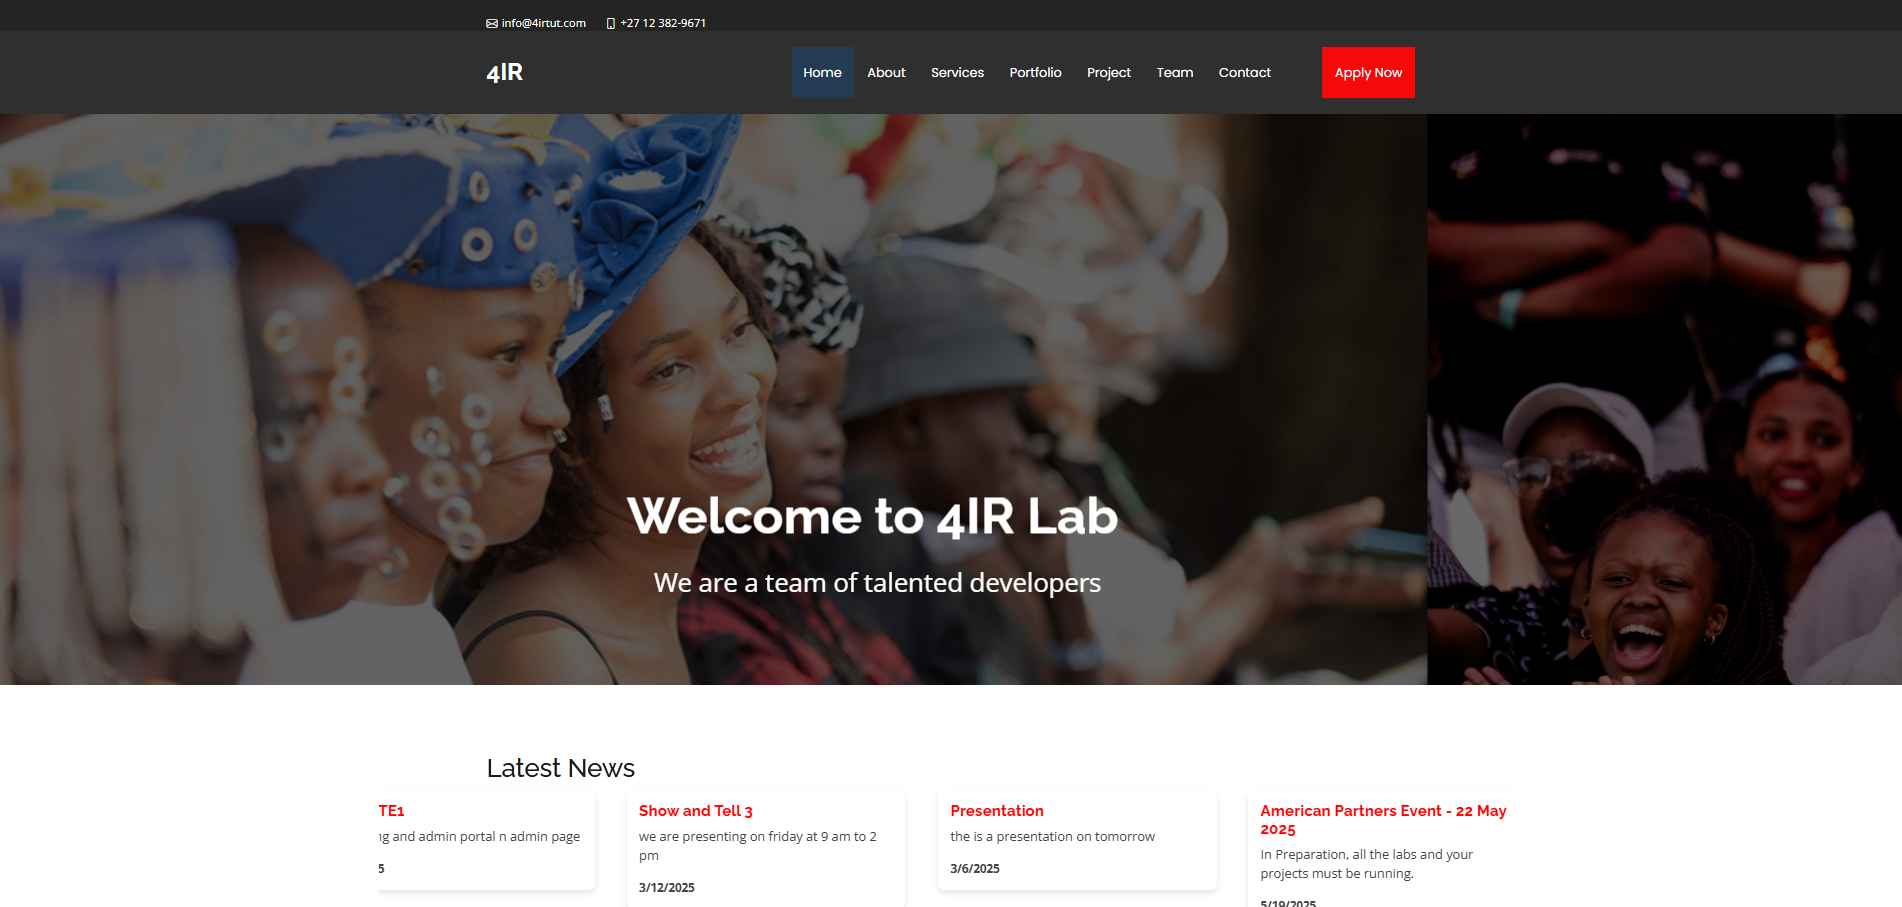 info@4irtut.com +27 12 382-9671
4IR
Home About Services Portfolio Project Team Contact Apply Now
Welcome to 4IR Lab
We are a team of talented developers
Latest News
TE1
and admin portal n admin page
5
Show and Tell 3
we are presenting on friday at 9 am to 2
pm
3/12/2025
Presentation
the is a presentation on tomorrow
3/6/2025
American Partners Event - 22 May
2025
In Preparation, all the labs and your
projects must be running.
5/19/2025